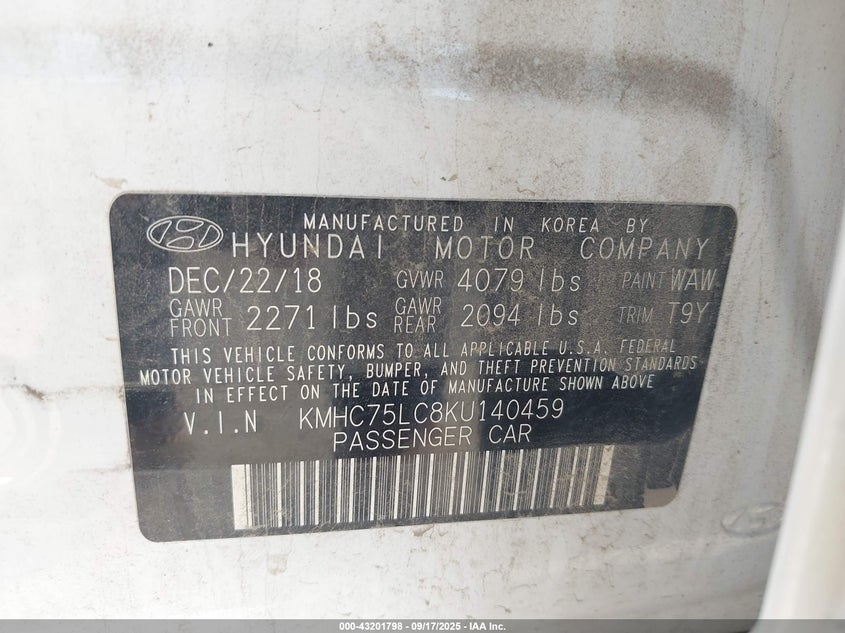 MANUFACTURED IN KOREA BY
HYUNDAI MOTOR COMPANY
DEC/22/18 GVWR 4079 lbs PAINT WAW
GAWR FRONT 2271 lbs GAWR REAR 2094 lbs TRIM T9Y
THIS VEHICLE CONFORMS TO ALL APPLICABLE U.S.A. FEDERAL
MOTOR VEHICLE SAFETY, BUMPER, AND THEFT PREVENTION STANDARDS
IN EFFECT ON THE DATE OF MANUFACTURE SHOWN ABOVE
V.I.N KMHC75LC8KU140459
PASSENGER CAR
000-43201798 - 09/17/2025 - IAA Inc.